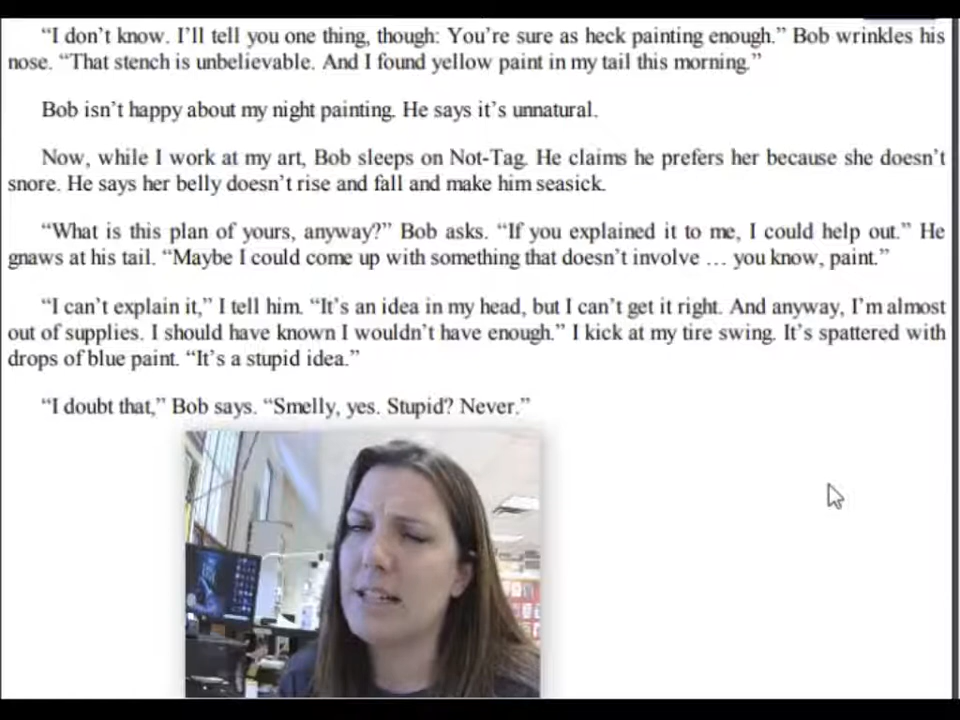 “I don’t know. I’ll tell you one thing, though: You’re sure as heck painting enough.” Bob wrinkles his
nose. “That stench is unbelievable. And I found yellow paint in my tail this morning.”
Bob isn’t happy about my night painting. He says it’s unnatural.
Now, while I work at my art, Bob sleeps on Not-Tag. He claims he prefers her because she doesn’t
snore. He says her belly doesn’t rise and fall and make him seasick.
“What is this plan of yours, anyway?” Bob asks. “If you explained it to me, I could help out.” He
gnaws at his tail. “Maybe I could come up with something that doesn’t involve … you know, paint.”
“I can’t explain it,” I tell him. “It’s an idea in my head, but I can’t get it right. And anyway, I’m almost
out of supplies. I should have known I wouldn’t have enough.” I kick at my tire swing. It’s spattered with
drops of blue paint. “It’s a stupid idea.”
“I doubt that,” Bob says. “Smelly, yes. Stupid? Never.”